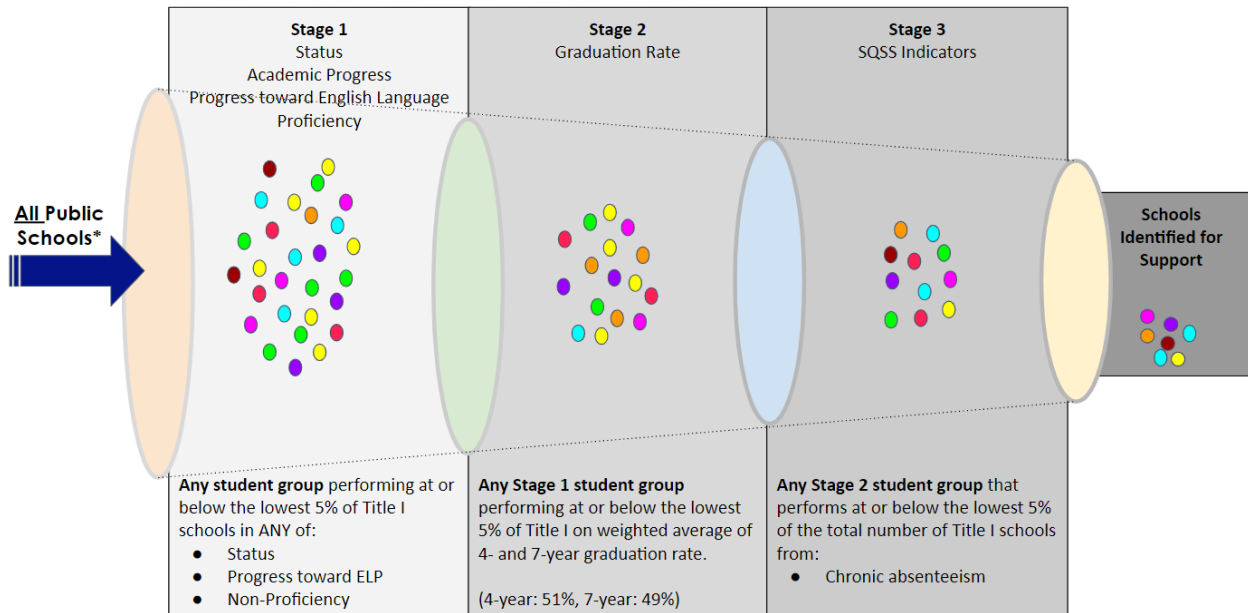 Stage 1
Status
Academic Progress
Progress toward English Language
Proficiency
Stage 2
Graduation Rate
Stage 3
SQSS Indicators
All Public
Schools*
Schools
Identified for
Support
Any student group performing at or
below the lowest 5% of Title I
schools in ANY of:
● Status
● Progress toward ELP
● Non-Proficiency
Any Stage 1 student group
performing at or below the lowest
5% of Title I on weighted average of
4- and 7-year graduation rate.
(4-year: 51%, 7-year: 49%)
Any Stage 2 student group that
performs at or below the lowest 5%
of the total number of Title I schools
from:
● Chronic absenteeism